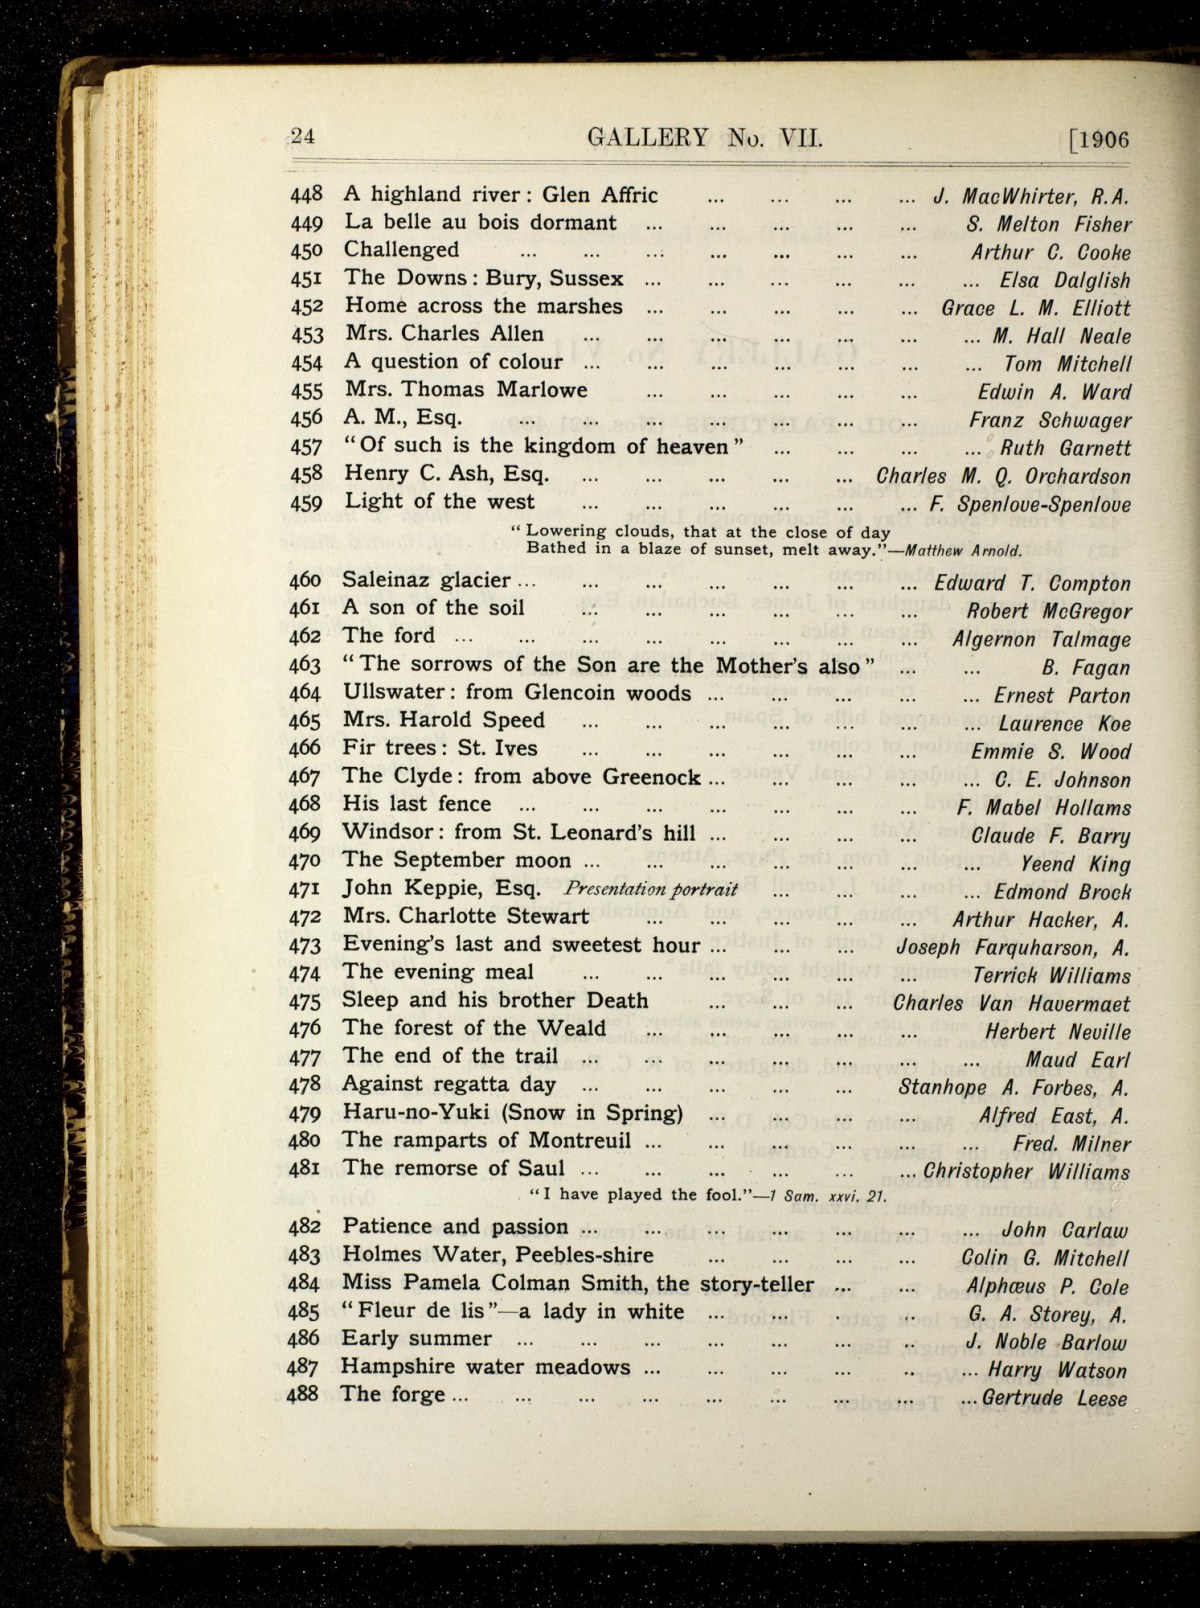 24 GALLERY No. VII. [1906
448 A highland river: Glen Affric ... ... ... ... J. MacWhirter, R.A.
449 La belle au bois dormant ... ... ... ... ... S. Melton Fisher
450 Challenged ... ... ... ... ... ... ... Arthur C. Cooke
451 The Downs: Bury, Sussex ... ... ... ... ... ... Elsa Dalglish
452 Home across the marshes ... ... ... ... ... Grace L. M. Elliott
453 Mrs. Charles Allen ... ... ... ... ... ... ... M. Hall Neale
454 A question of colour ... ... ... ... ... ... ... Tom Mitchell
455 Mrs. Thomas Marlowe ... ... ... ... ... Edwin A. Ward
456 A. M., Esq. ... ... ... ... ... ... ... Franz Schwager
457 "Of such is the kingdom of heaven" ... ... ... ... Ruth Garnett
458 Henry C. Ash, Esq. ... ... ... ... ... Charles M. Q. Orchardson
459 Light of the west ... ... ... ... ... ... F. Spenlove-Spenlove
"Lowering clouds, that at the close of day
Bathed in a blaze of sunset, melt away."—Matthew Arnold.
460 Saleinaz glacier ... ... ... ... ... ... ... Edward T. Compton
461 A son of the soil ... ... ... ... ... ... Robert McGregor
462 The ford ... ... ... ... ... ... ... ... Algernon Talmage
463 "The sorrows of the Son are the Mother's also" ... ... B. Fagan
464 Ullswater: from Glencoin woods ... ... ... ... ... Ernest Parton
465 Mrs. Harold Speed ... ... ... ... ... ... ... Laurence Koe
466 Fir trees: St. Ives ... ... ... ... ... ... Emmie S. Wood
467 The Clyde: from above Greenock ... ... ... ... ... C. E. Johnson
468 His last fence ... ... ... ... ... ... ... F. Mabel Hollams
469 Windsor: from St. Leonard's hill ... ... ... ... Claude F. Barry
470 The September moon ... ... ... ... ... ... ... Yeend King
471 John Keppie, Esq. Presentation portrait ... ... ... ... Edmond Brock
472 Mrs. Charlotte Stewart ... ... ... ... ... Arthur Hacker, A.
473 Evening's last and sweetest hour ... ... ... Joseph Farquharson, A.
474 The evening meal ... ... ... ... ... ... Terrick Williams
475 Sleep and his brother Death ... ... ... Charles Van Havermaet
476 The forest of the Weald ... ... ... ... ... Herbert Neville
477 The end of the trail ... ... ... ... ... ... ... Maud Earl
478 Against regatta day ... ... ... ... ... Stanhope A. Forbes, A.
479 Haru-no-Yuki (Snow in Spring) ... ... ... ... Alfred East, A.
480 The ramparts of Montreuil ... ... ... ... ... ... Fred. Milner
481 The remorse of Saul ... ... ... ... ... ... Christopher Williams
"I have played the fool."—1 Sam. xxvi. 21.
482 Patience and passion ... ... ... ... ... ... ... John Carlaw
483 Holmes Water, Peebles-shire ... ... ... ... Colin G. Mitchell
484 Miss Pamela Colman Smith, the story-teller ... ... Alphœus P. Cole
485 "Fleur de lis"—a lady in white ... ... . .. G. A. Storey, A.
486 Early summer ... ... ... ... ... ... .. J. Noble Barlow
487 Hampshire water meadows ... ... ... ... .. ... Harry Watson
488 The forge ... ... ... ... ... ... ... ... ... Gertrude Leese